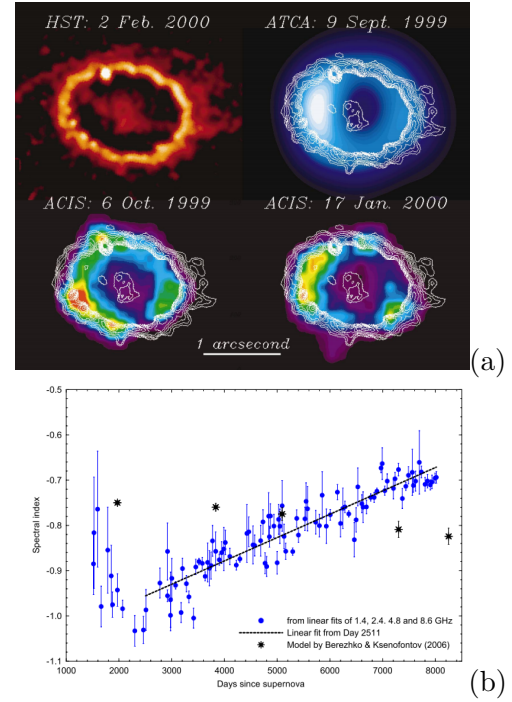 HST: 2 Feb. 2000
ATCA: 9 Sept. 1999
ACIS: 6 Oct. 1999
ACIS: 17 Jan. 2000
1 arcsecond
(a)
-0.5
-0.6
-0.7
-0.8
-0.9
-1.0
-1.1
Spectral index
from linear fits of 1.4, 2.4. 4.8 and 8.6 GHz
Linear fit from Day 2511
Model by Berezhko & Ksenofontov (2006)
1000 2000 3000 4000 5000 6000 7000 8000
Days since supernova
(b)